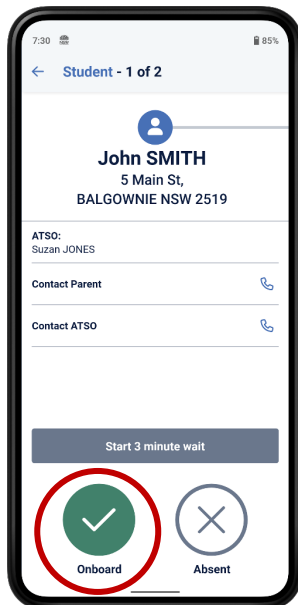 7:30 85%
Student - 1 of 2
John SMITH
5 Main St,
BALGOWNIE NSW 2519
ATSO:
Suzan JONES
Contact Parent
Contact ATSO
Start 3 minute wait
Onboard Absent